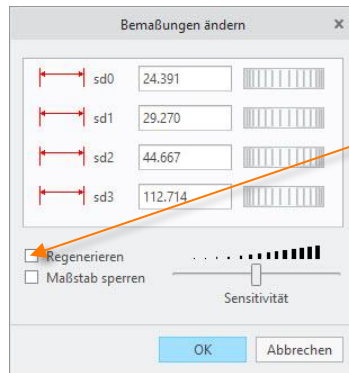 Bemaßungen ändern
sd0 24.391
sd1 29.270
sd2 44.667
sd3 112.714
Regenerieren
Maßstab sperren
Sensitivität
OK Abbrechen